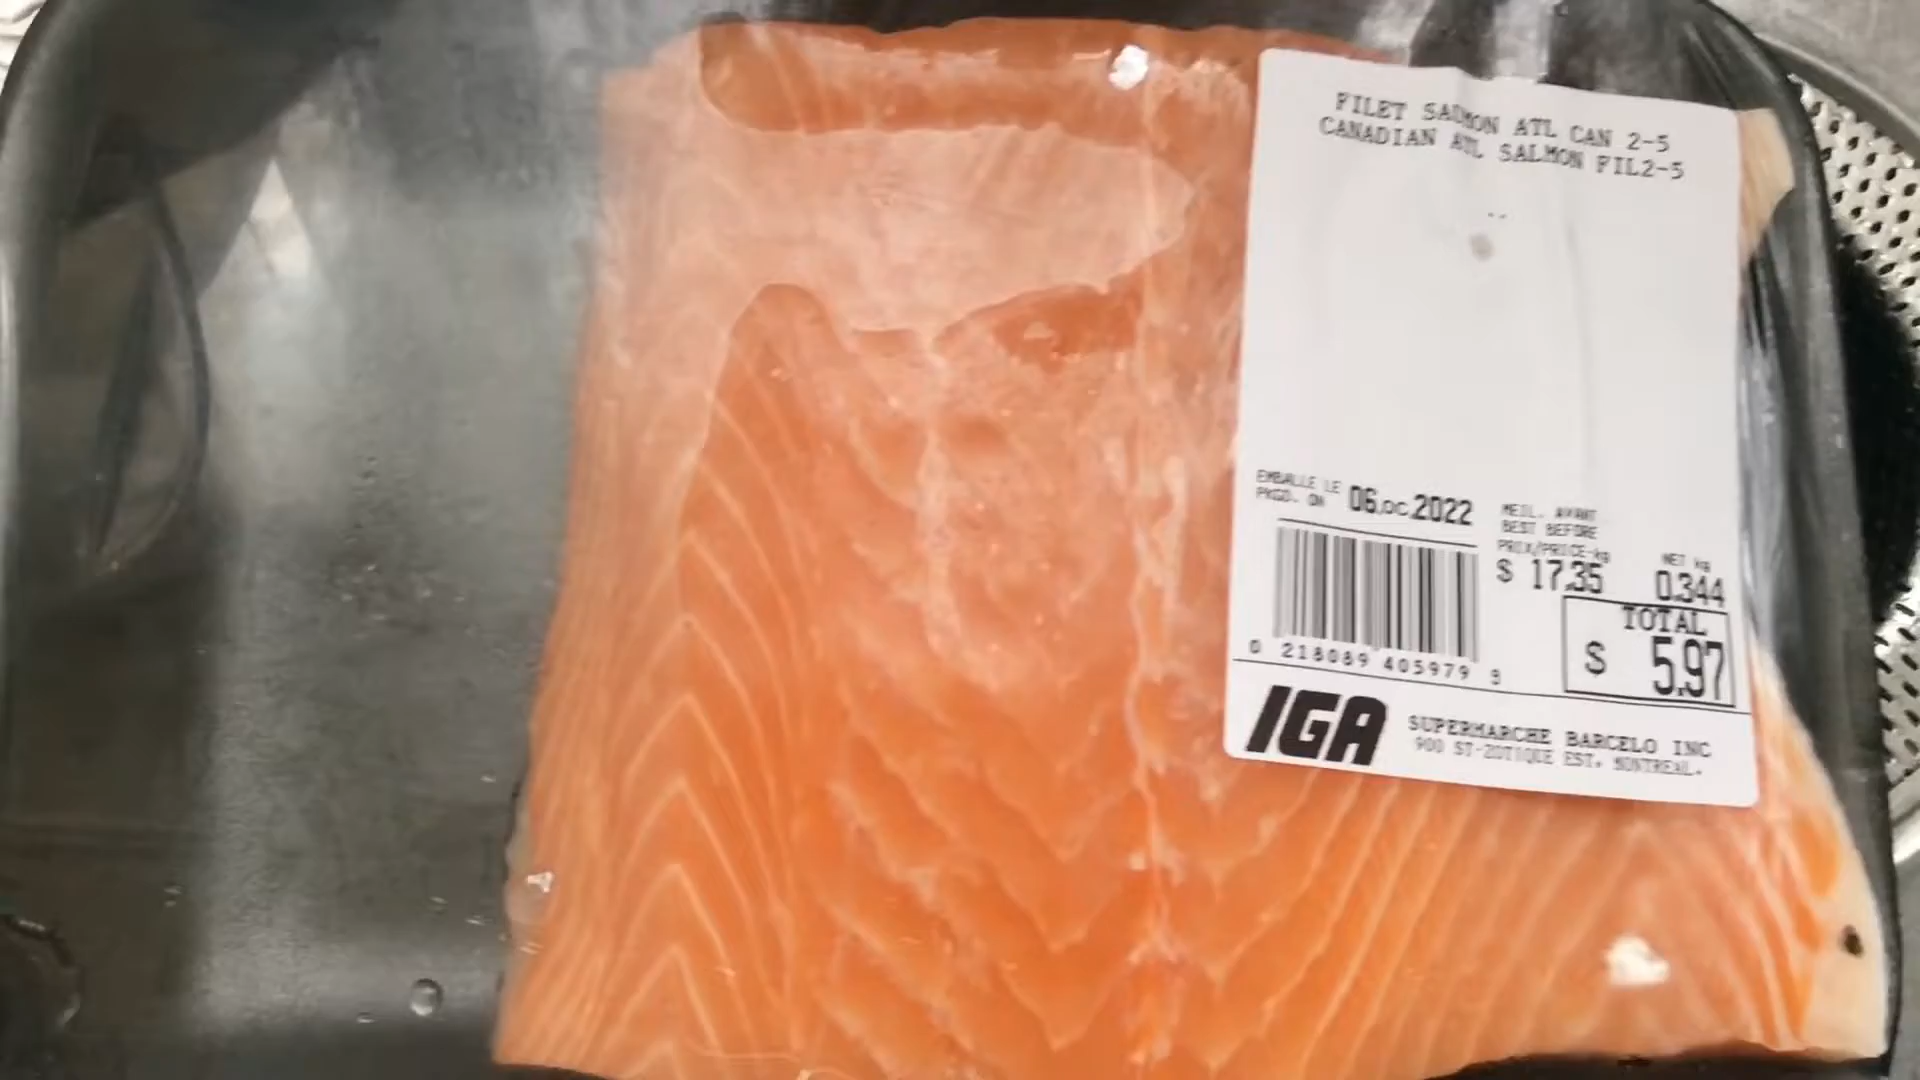 FILET SAUMON ATL CAN 2-5
CANADIAN ATL SALMON FIL2-5
EMBALLE LE
PKGD. ON
06.OC.2022
MEIL. AVANT
BEST BEFORE
PRIX/PRICE-kg
$ 17.35
NET kg
0.344
TOTAL
$ 5.97
0 218089 405979 9
IGA
SUPERMARCHE BARCELO INC
900 ST-ZOTIQUE EST. MONTREAL.